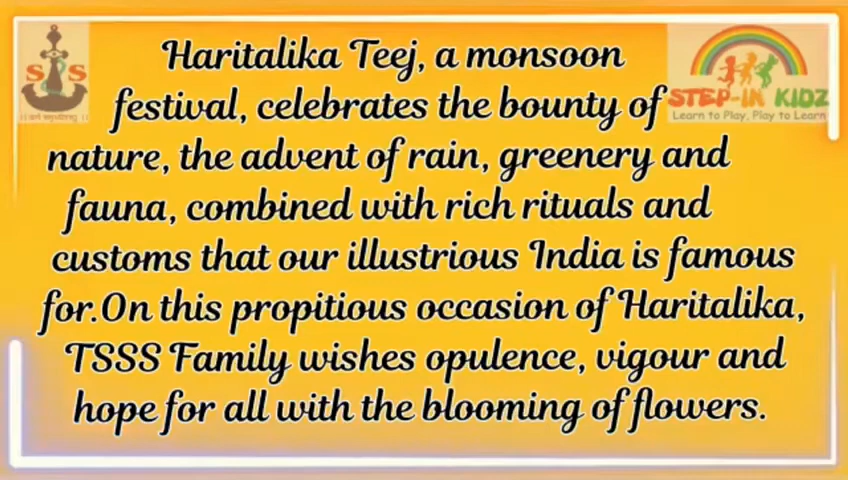 Haritalika Teej, a monsoon
festival, celebrates the bounty of
nature, the advent of rain, greenery and
fauna, combined with rich rituals and
customs that our illustrious India is famous
for.On this propitious occasion of Haritalika,
TSSS Family wishes opulence, vigour and
hope for all with the blooming of flowers.
S S
STEP-IN KIDZ
Learn to Play, Play to Learn